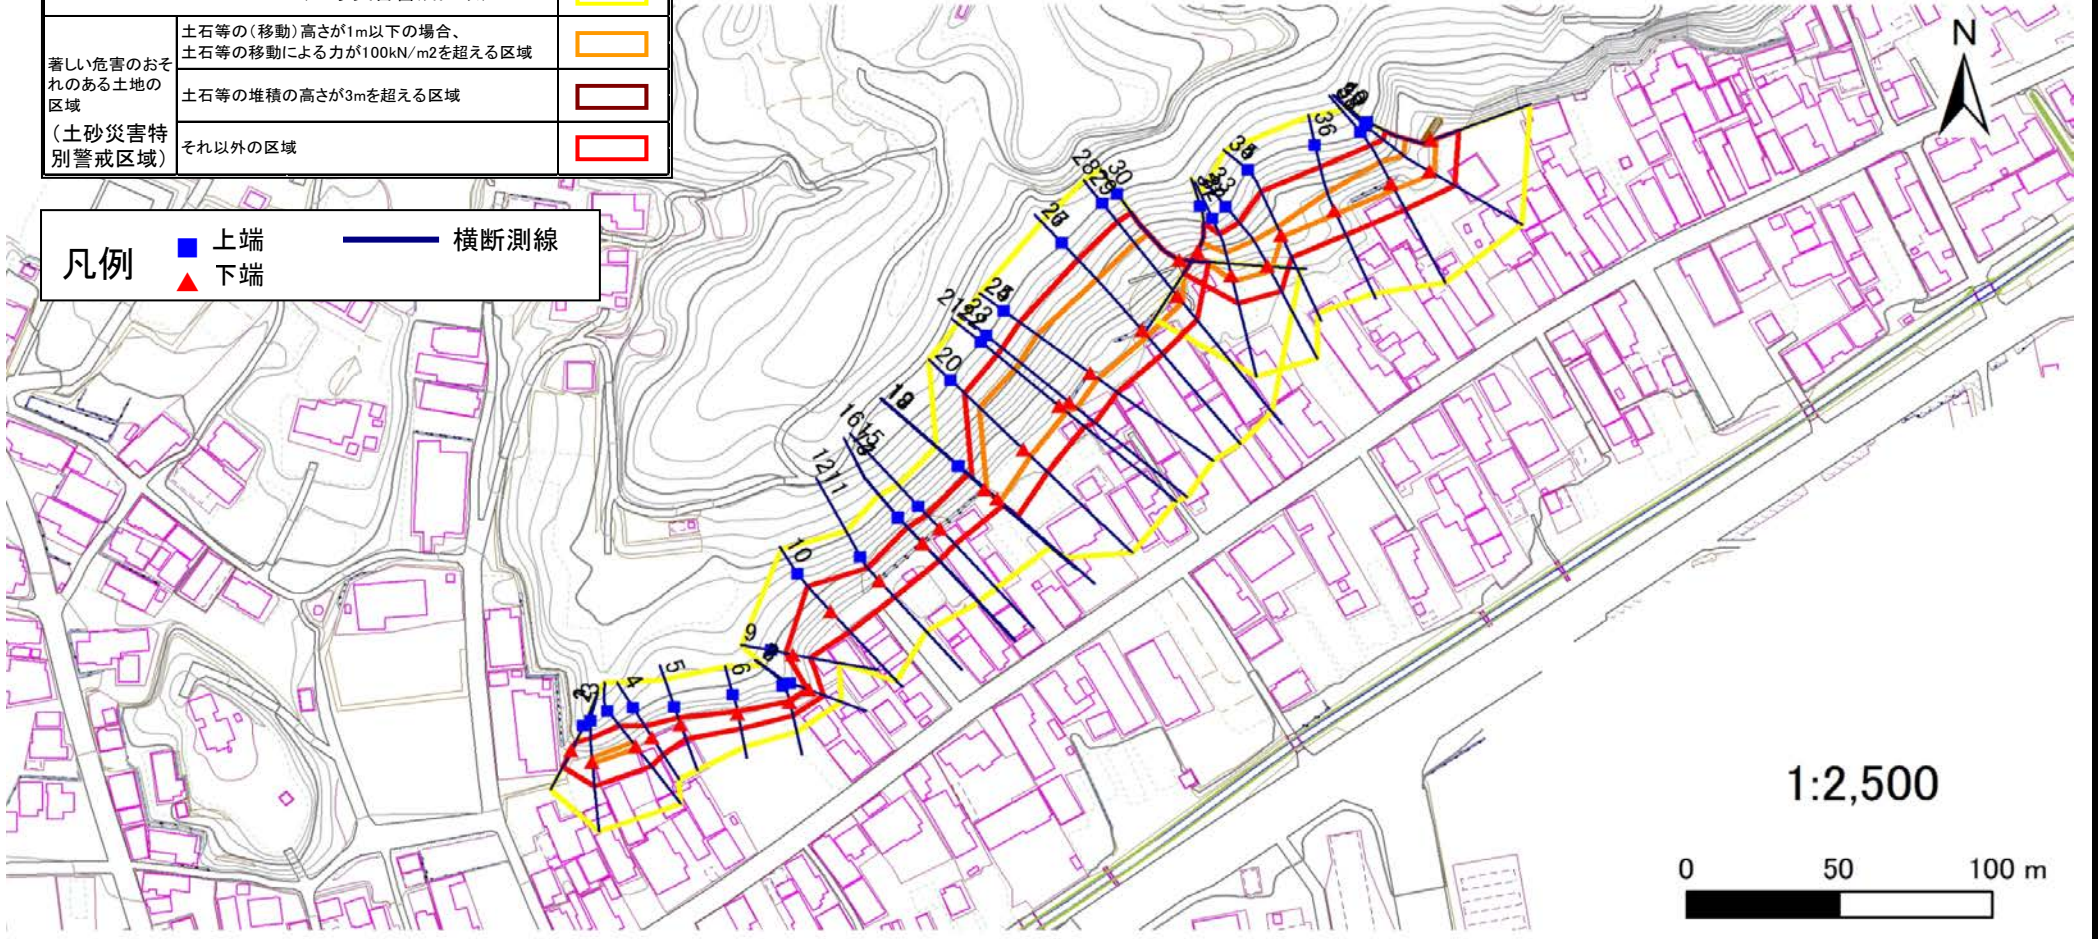 土石等の(移動)高さが1m以下の場合、
土石等の移動による力が100kN/m2を超える区域
著しい危害のおそ
れのある土地の
区域
(土砂災害特
別警戒区域)
土石等の堆積の高さが3mを超える区域
それ以外の区域
凡例
上端
下端
横断測線
N
36
28
29
30
20
16
15
12
11
10
9
6
5
4
1:2,500
0
50
100 m